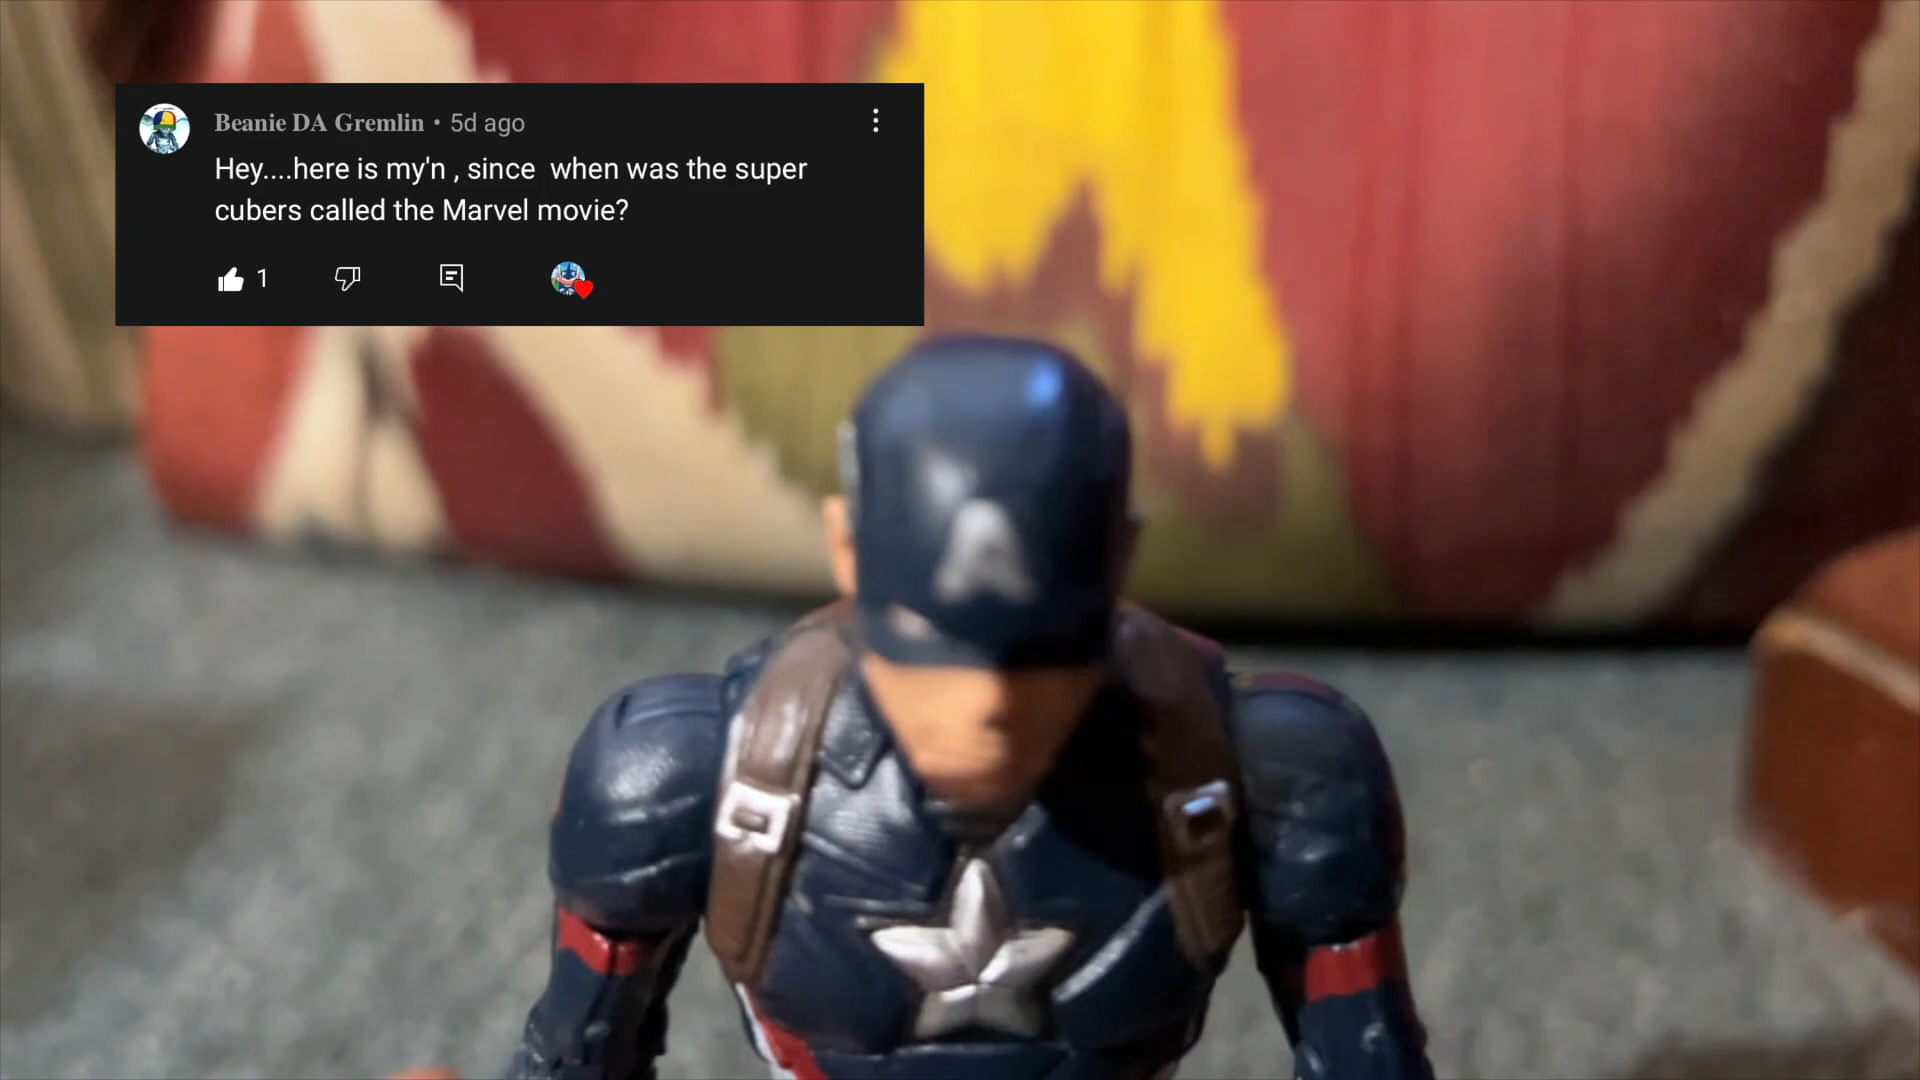 Beanie DA Gremlin • 5d ago
Hey....here is my'n , since  when was the super
cubers called the Marvel movie?
1
A